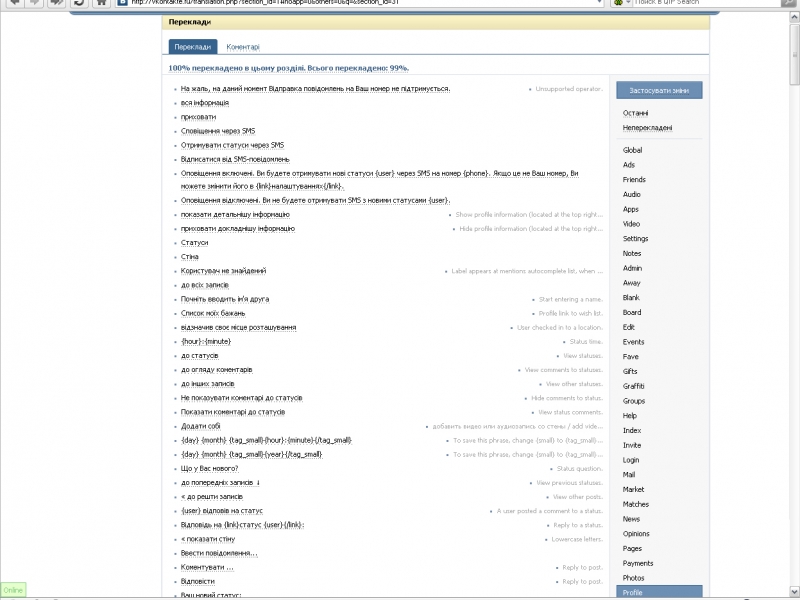 http://vkontakte.ru/translation.php?section_id=
Поиск QIP Search
Переклади
Переклади Коментарі
100% перекладено в цьому розділі. Всього перекладено: 99%.
На жаль, на даний момент Відправка повідомлень на Ваш номер не підтримується. Unsupported operator.
вся інформація
приховати
Сповіщення через SMS
Отримувати статуси через SMS
Відписатися від SMS-повідомлень
Оповіщення включені. Ви будете отримувати нові статуси {user} через SMS на номер {phone}. Якщо це не Ваш номер, Ви
можете змінити його в {link}налаштуваннях{/link}.
Оповіщення відключені. Ви не будете отримувати SMS з новими статусами {user}.
показати детальнішу інформацію Show profile information (located at the top right...
приховати докладнішу інформацію Hide profile information (located at the top right...
Статуси
Стіна
Користувач не знайдений Label appears at mentions autocomplete list, when ...
до всіх записів
Почніть вводить ім'я друга Start entering a name.
Список моїх бажань Profile link to wish list.
відзначив своє місце розташування User checked in to a location.
{hour}:{minute} Status time.
до статусів View statuses.
до огляду коментарів View comments to statuses.
до інших записів View other statuses.
Не показувати коментарі до статусів Hide comments to status.
Показати коментарі до статусів View status comments.
Додати собі добавить видео или аудиозапись со стены / add vide...
{day} {month} {tag_small}{hour}:{minute}{/tag_small} To save this phrase, change {small} to {tag_small}...
{day} {month} {tag_small}{year}{/tag_small} To save this phrase, change {small} to {tag_small}...
Що у Вас нового? Status question.
до попередніх записів ↓ View previous statuses.
< до решти записів View other posts.
{user} відповів на статус A user posted a comment to a status.
Відповідь на {link}статус {user}{/link}: Reply to a status.
< показати стіну Lowercase letters.
Ввести повідомлення...
Коментувати ... Reply to post.
Відповісти Reply to post.
Ваш новий статус:
Застосувати зміни
Останні
Неперекладені
Global
Ads
Friends
Audio
Apps
Video
Settings
Notes
Admin
Away
Blank
Board
Edit
Events
Fave
Gifts
Graffiti
Groups
Help
Index
Invite
Login
Mail
Market
Matches
News
Opinions
Pages
Payments
Photos
Profile
Online